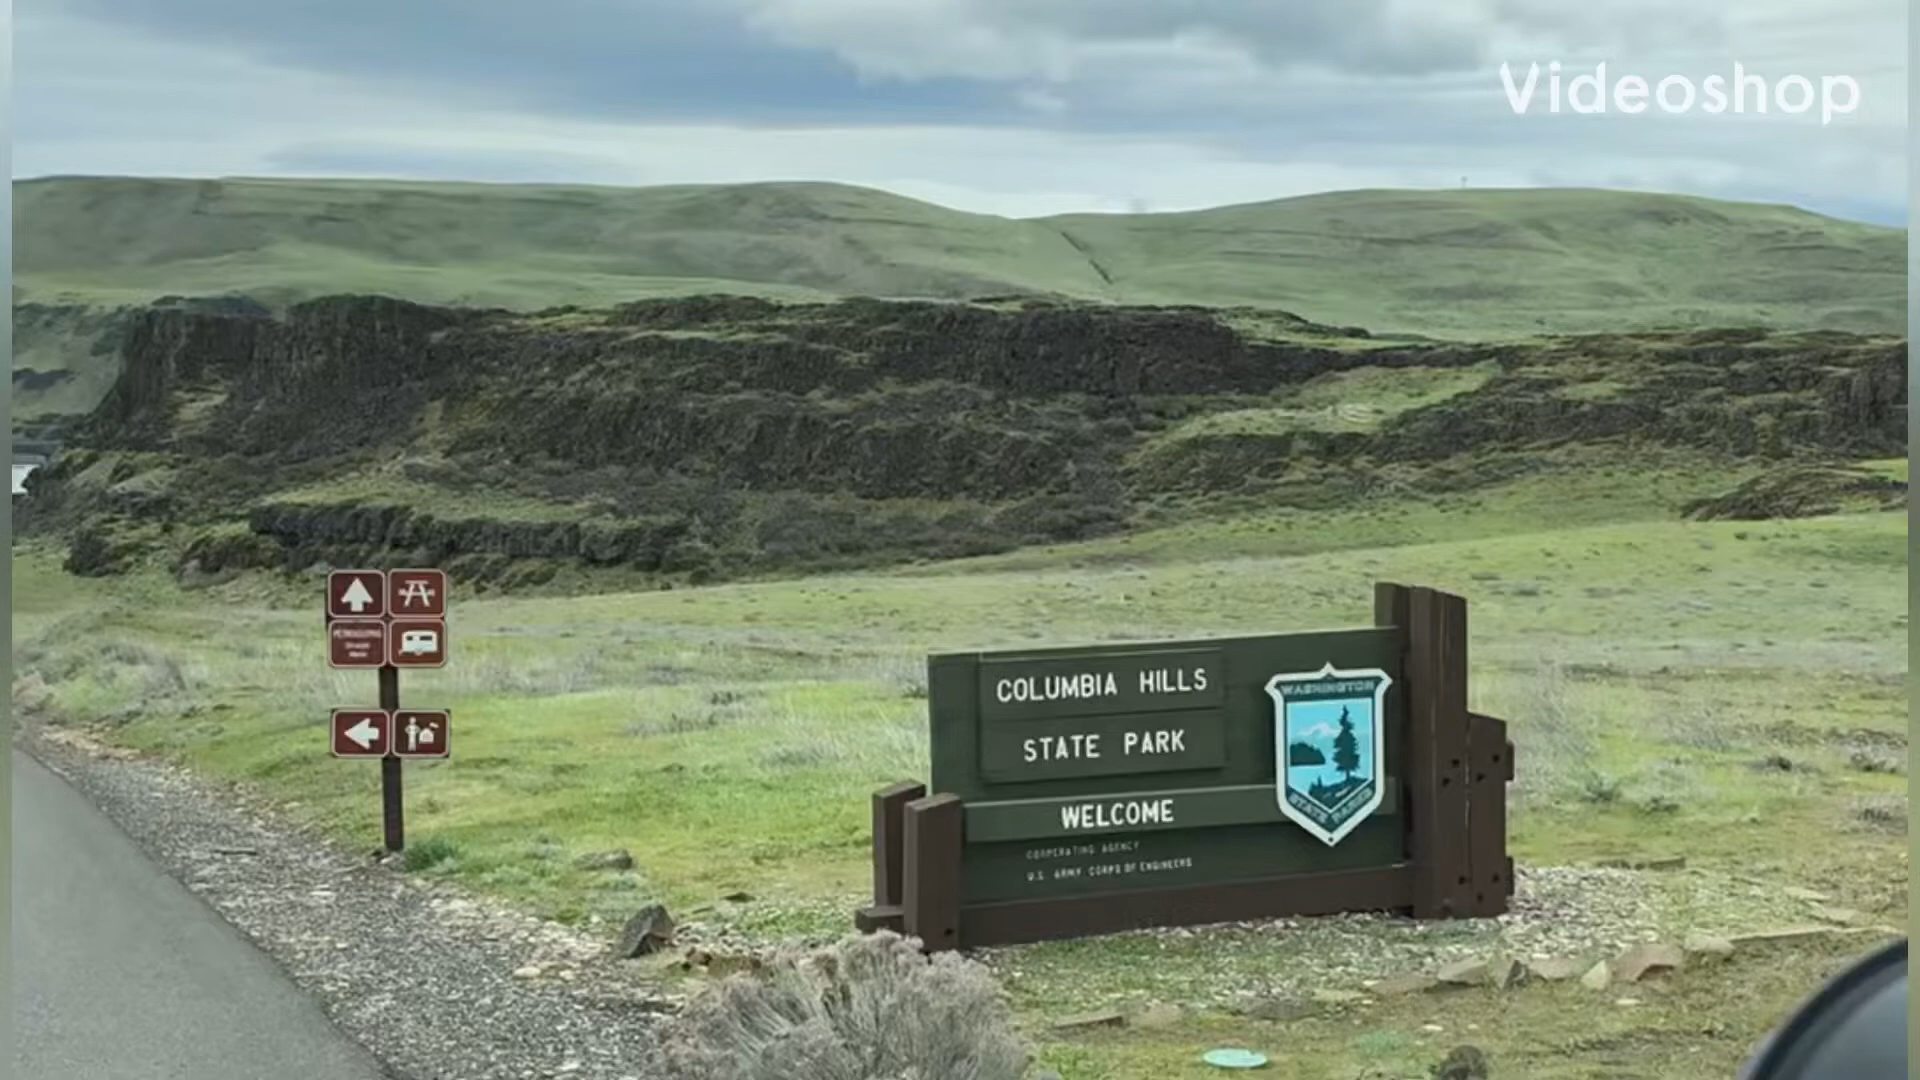 Videoshop
COLUMBIA HILLS
STATE PARK
WELCOME
COOPERATING AGENCY
U.S. ARMY CORPS OF ENGINEERS
WASHINGTON
STATE PARKS